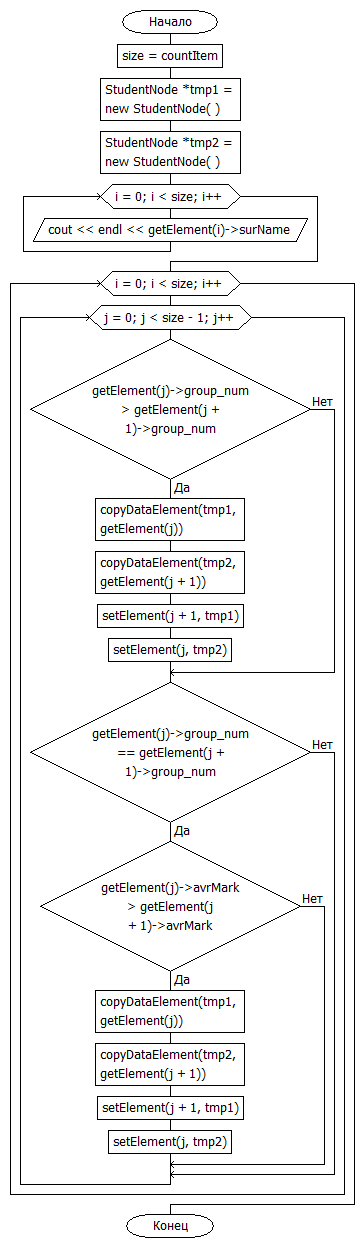 Начало
size = countItem
StudentNode *tmp1 =
new StudentNode( )
StudentNode *tmp2 =
new StudentNode( )
i = 0; i < size; i++
cout << endl << getElement(i)->surName
i = 0; i < size; i++
j = 0; j < size - 1; j++
getElement(j)->group_num
> getElement(j +
1)->group_num
Нет
Да
copyDataElement(tmp1,
getElement(j))
copyDataElement(tmp2,
getElement(j + 1))
setElement(j + 1, tmp1)
setElement(j, tmp2)
getElement(j)->group_num
== getElement(j +
1)->group_num
Нет
Да
getElement(j)->avrMark
> getElement(j
+ 1)->avrMark
Нет
Да
copyDataElement(tmp1,
getElement(j))
copyDataElement(tmp2,
getElement(j + 1))
setElement(j + 1, tmp1)
setElement(j, tmp2)
Конец